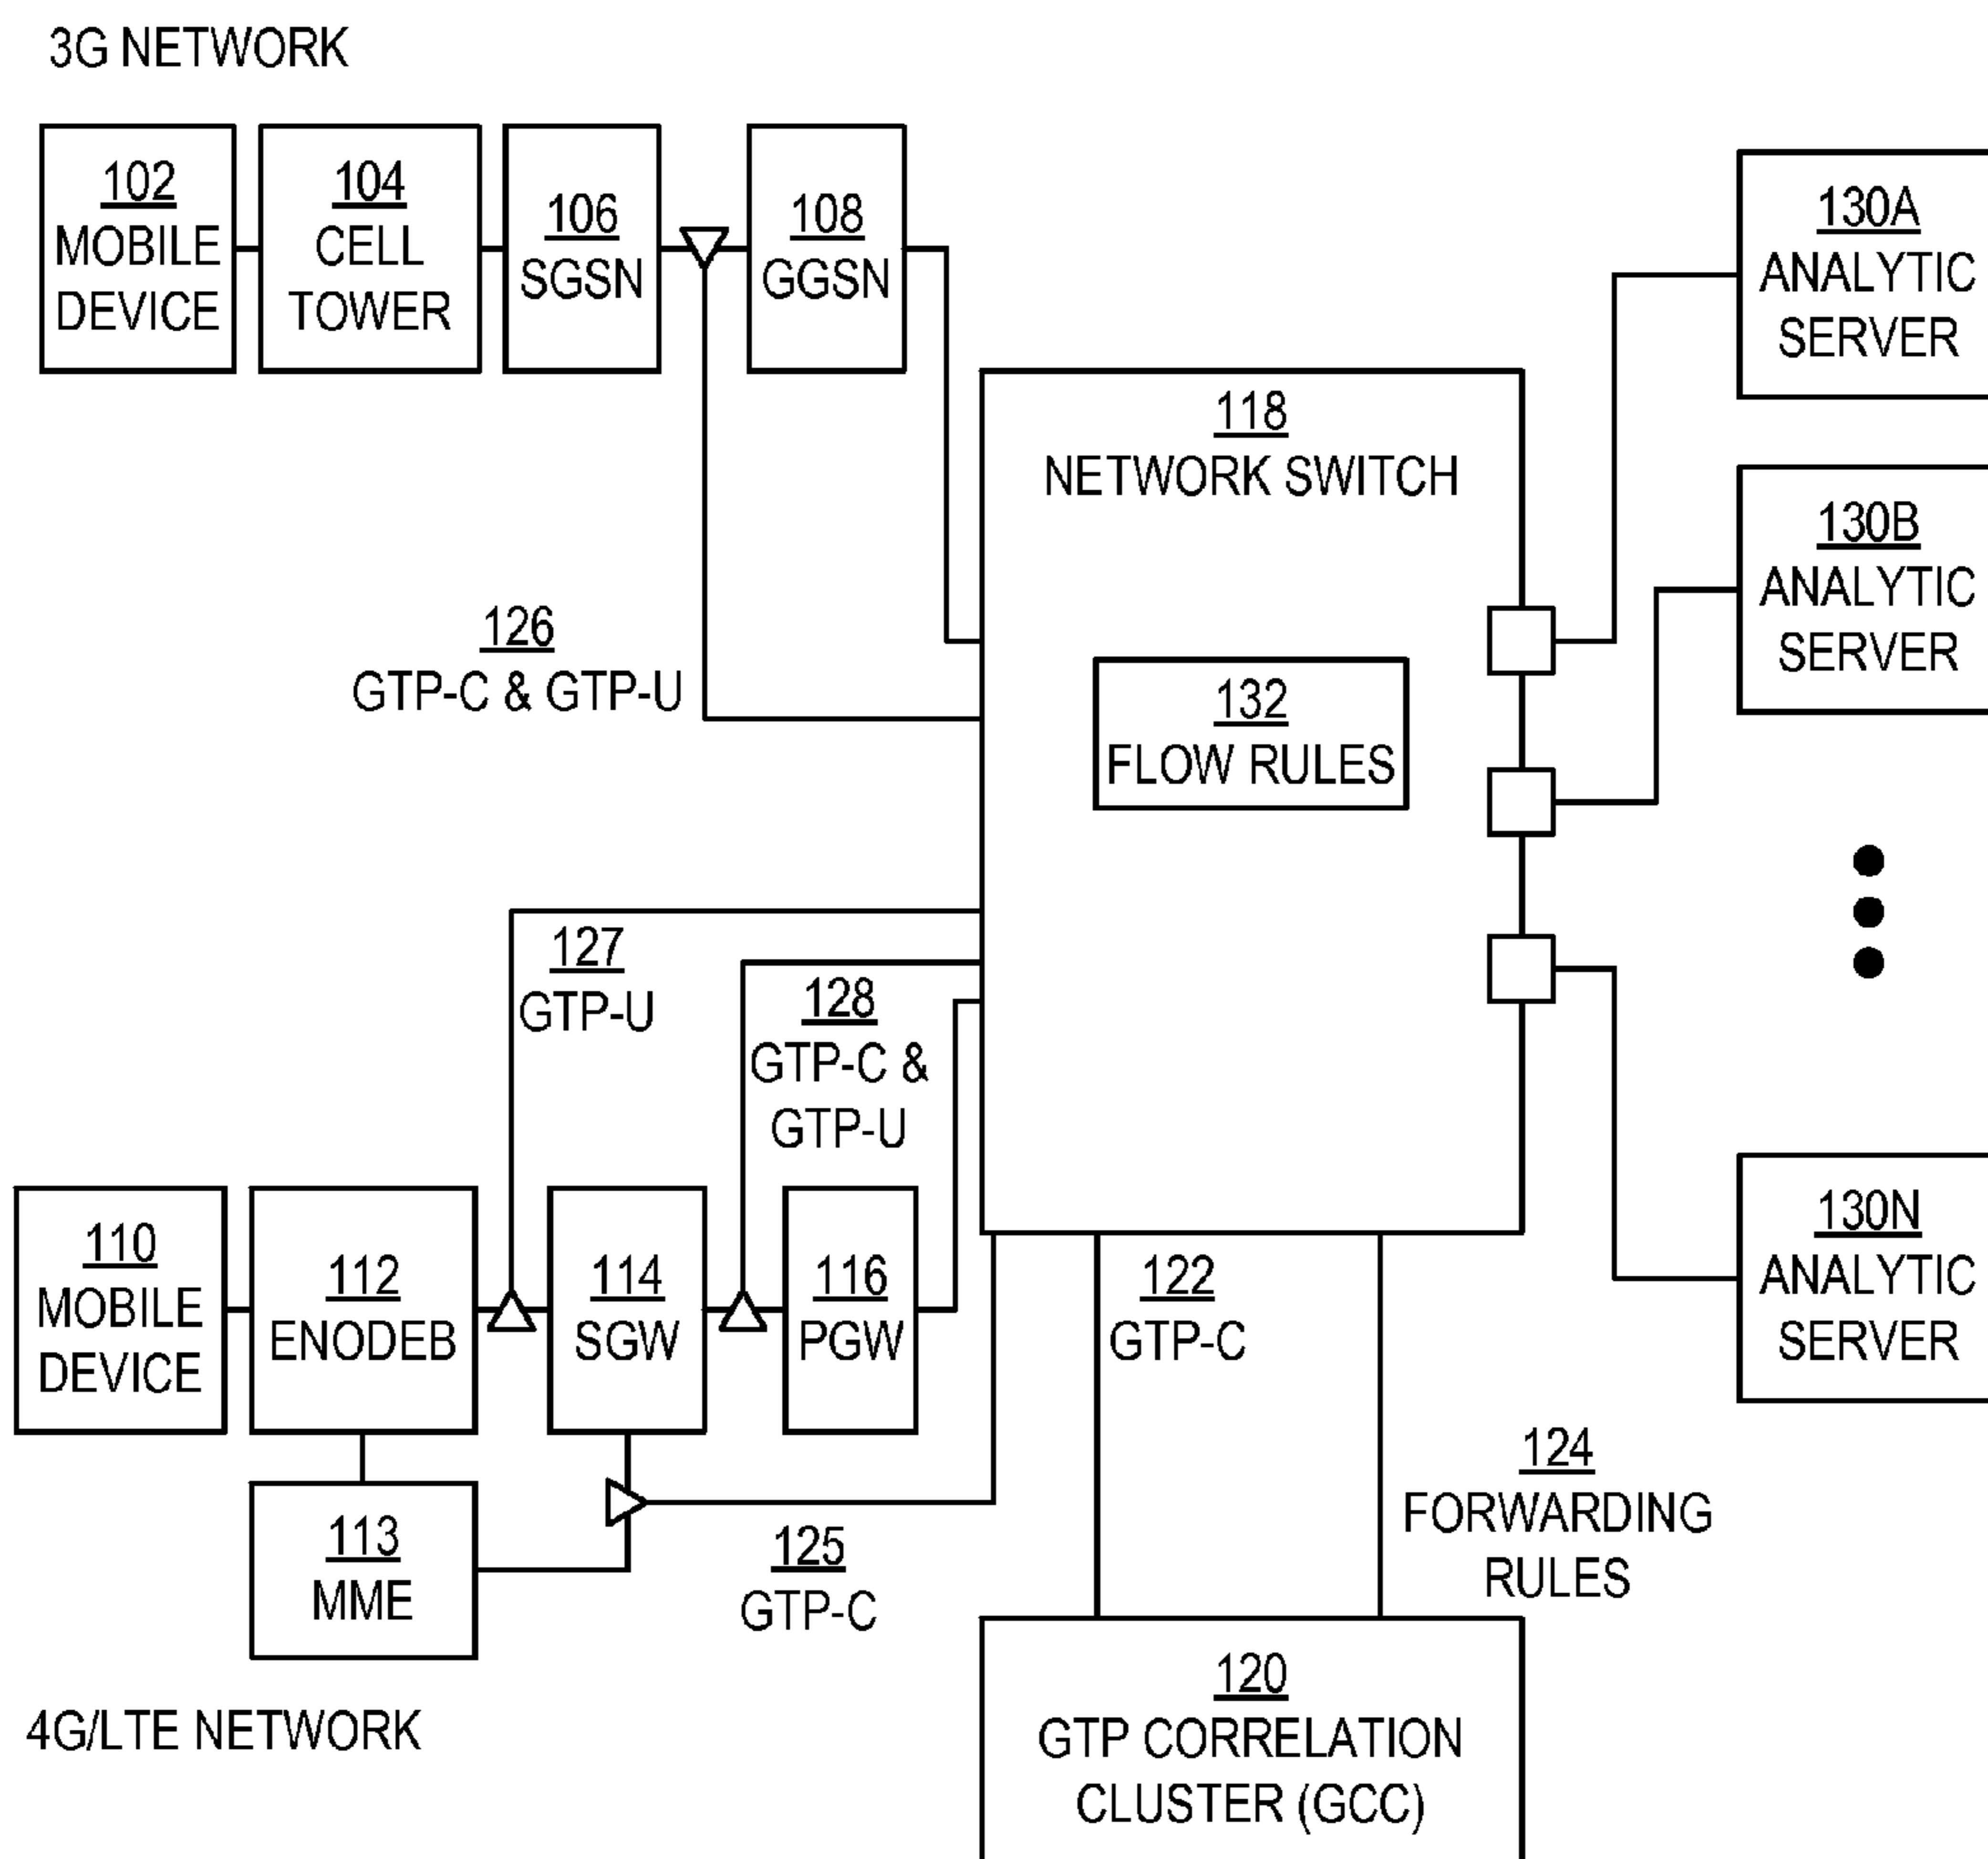 3G NETWORK
102
MOBILE
DEVICE
104
CELL
TOWER
106
SGSN
108
GGSN
118
NETWORK SWITCH
130A
ANALYTIC
SERVER
130B
ANALYTIC
SERVER
126
GTP-C & GTP-U
132
FLOW RULES
127
GTP-U
128
GTP-C &
GTP-U
110
MOBILE
DEVICE
112
ENODEB
114
SGW
116
PGW
122
GTP-C
130N
ANALYTIC
SERVER
113
MME
125
GTP-C
124
FORWARDING
RULES
4G/LTE NETWORK
120
GTP CORRELATION
CLUSTER (GCC)